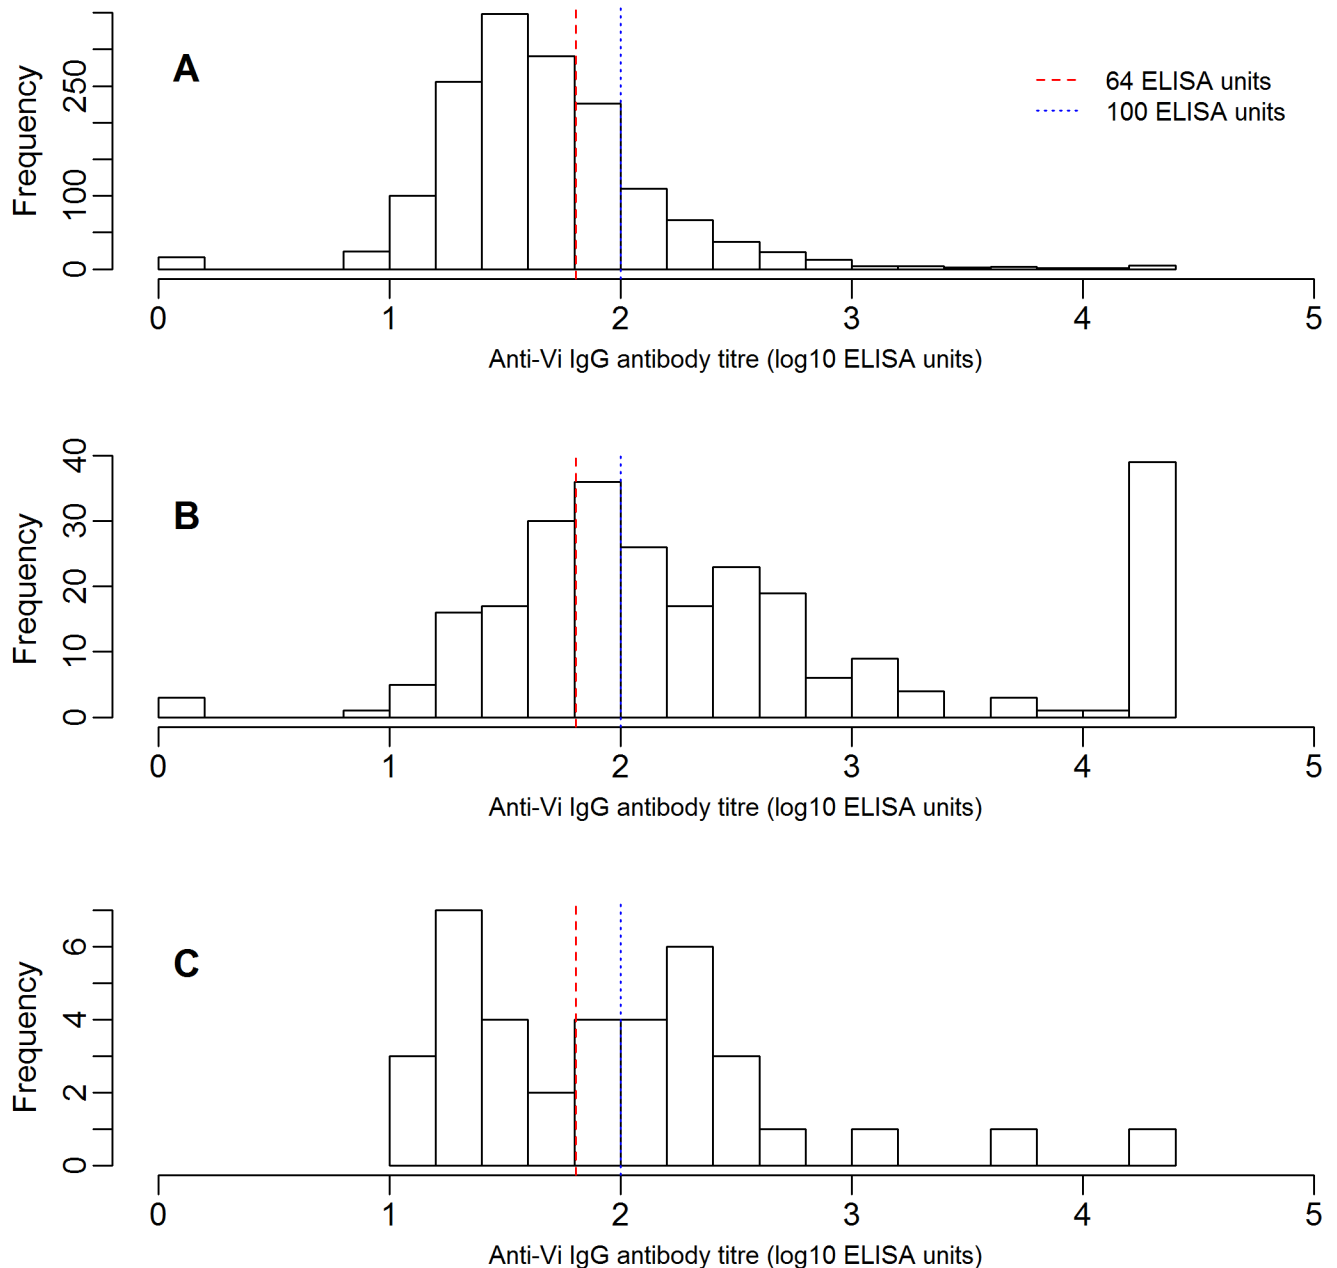 A
Frequency
250
100
0
64 ELISA units
100 ELISA units
0 1 2 3 4 5
Anti-Vi IgG antibody titre (log10 ELISA units)
B
Frequency
40
30
20
10
0
0 1 2 3 4 5
Anti-Vi IgG antibody titre (log10 ELISA units)
C
Frequency
6
4
2
0
0 1 2 3 4 5
Anti-Vi IgG antibody titre (log10 ELISA units)